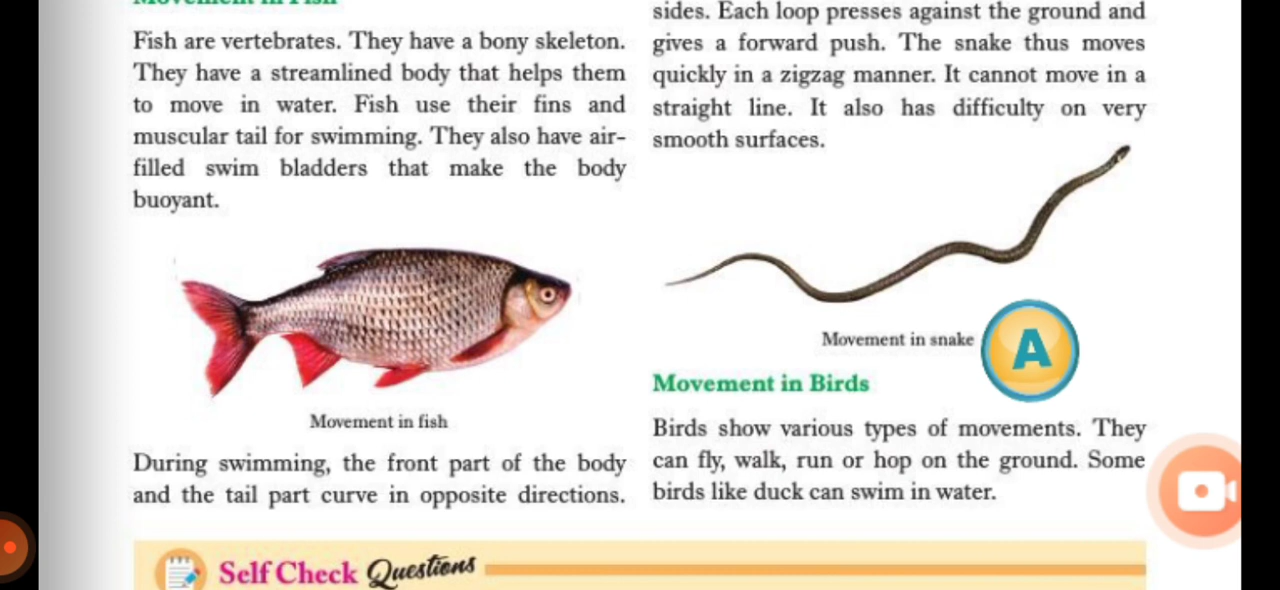 Movement in Fish
Fish are vertebrates. They have a bony skeleton.
They have a streamlined body that helps them
to move in water. Fish use their fins and
muscular tail for swimming. They also have air-
filled swim bladders that make the body
buoyant.
Movement in fish
During swimming, the front part of the body
and the tail part curve in opposite directions.
sides. Each loop presses against the ground and
gives a forward push. The snake thus moves
quickly in a zigzag manner. It cannot move in a
straight line. It also has difficulty on very
smooth surfaces.
Movement in snake
A
Movement in Birds
Birds show various types of movements. They
can fly, walk, run or hop on the ground. Some
birds like duck can swim in water.
Self Check Questions